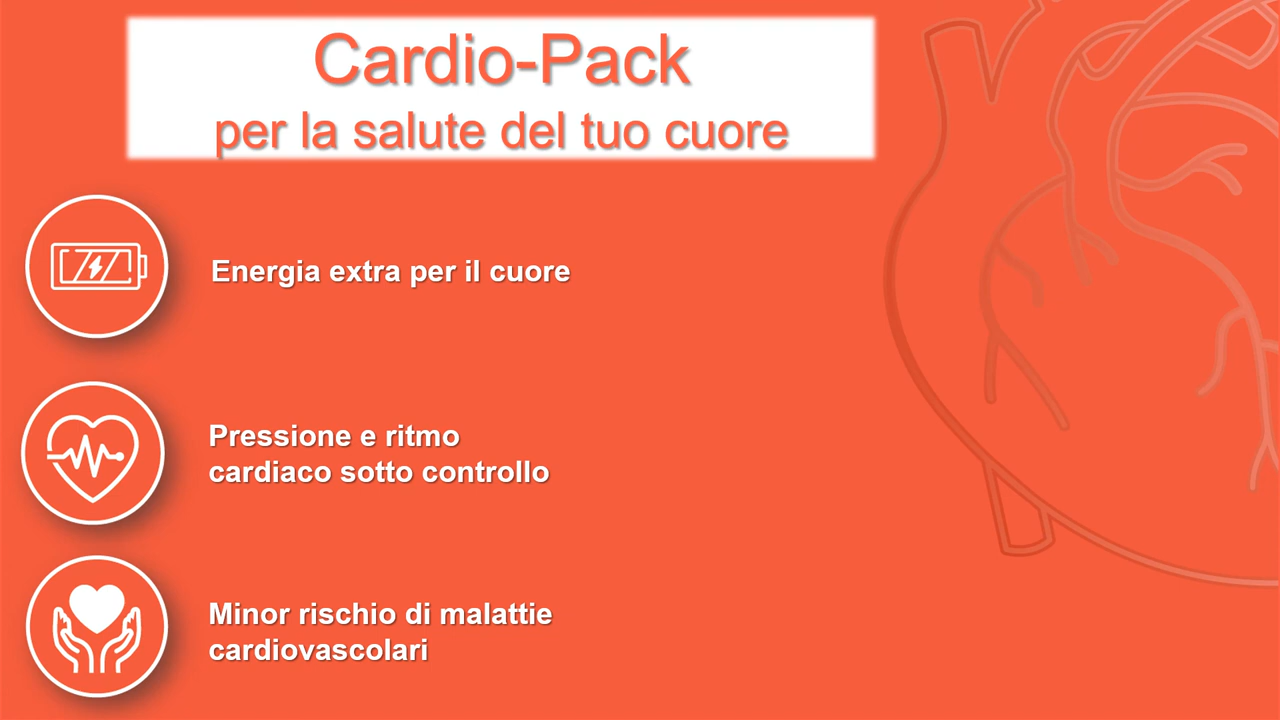 Cardio-Pack
per la salute del tuo cuore
Energia extra per il cuore
Pressione e ritmo
cardiaco sotto controllo
Minor rischio di malattie
cardiovascolari